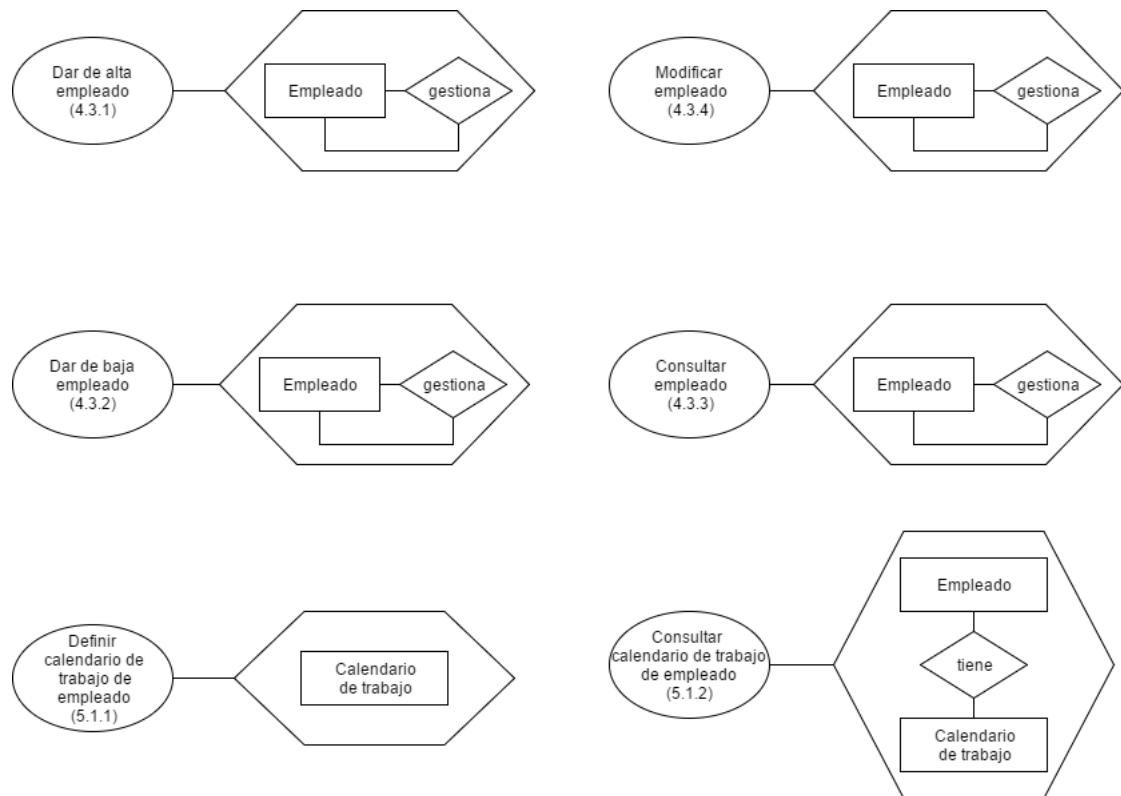 Dar de alta
empleado
(4.3.1)
Empleado
gestiona
Modificar
empleado
(4.3.4)
Empleado
gestiona
Dar de baja
empleado
(4.3.2)
Empleado
gestiona
Consultar
empleado
(4.3.3)
Empleado
gestiona
Definir
calendario de
trabajo de
empleado
(5.1.1)
Calendario
de trabajo
Consultar
calendario de trabajo
de empleado
(5.1.2)
Empleado
tiene
Calendario
de trabajo